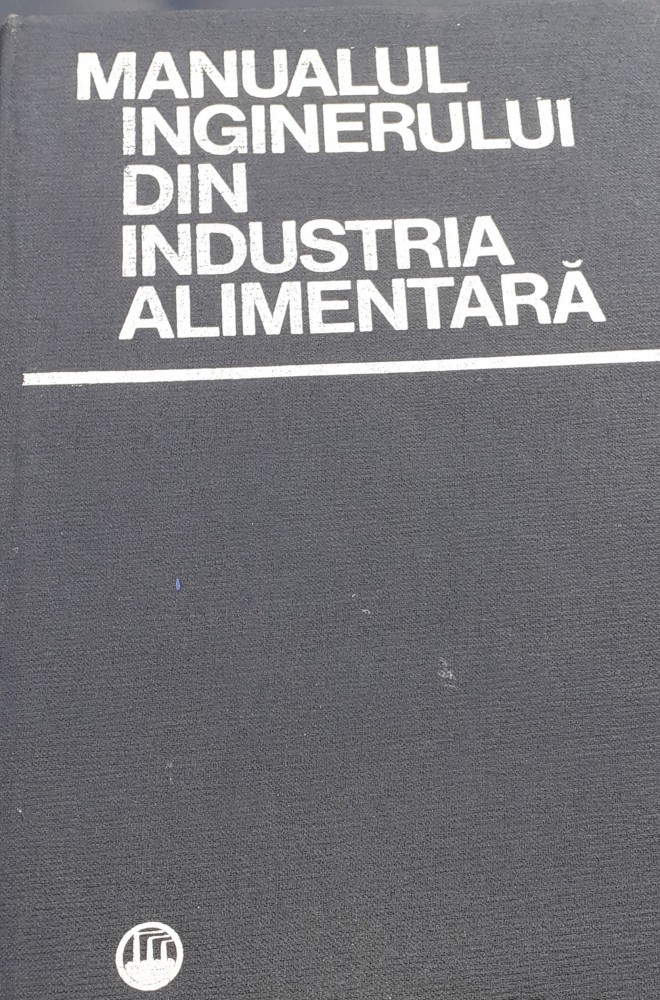 MANUALUL
INGINERULUI
DIN
INDUSTRIA
ALIMENTARĂ